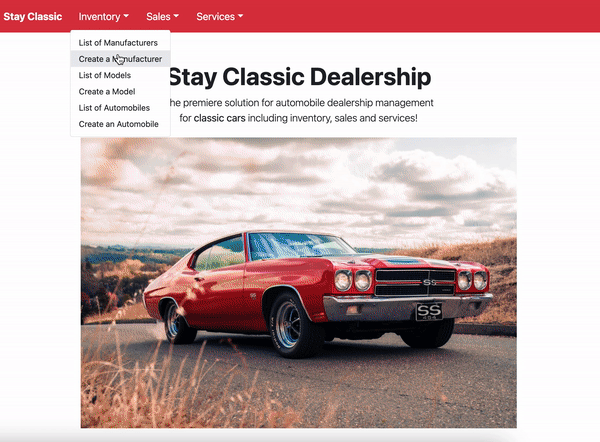 Stay Classic Inventory Sales Services
List of Manufacturers
Create a Manufacturer
List of Models
Create a Model
List of Automobiles
Create an Automobile
Stay Classic Dealership
he premiere solution for automobile dealership management
for classic cars including inventory, sales and services!
SS
SS